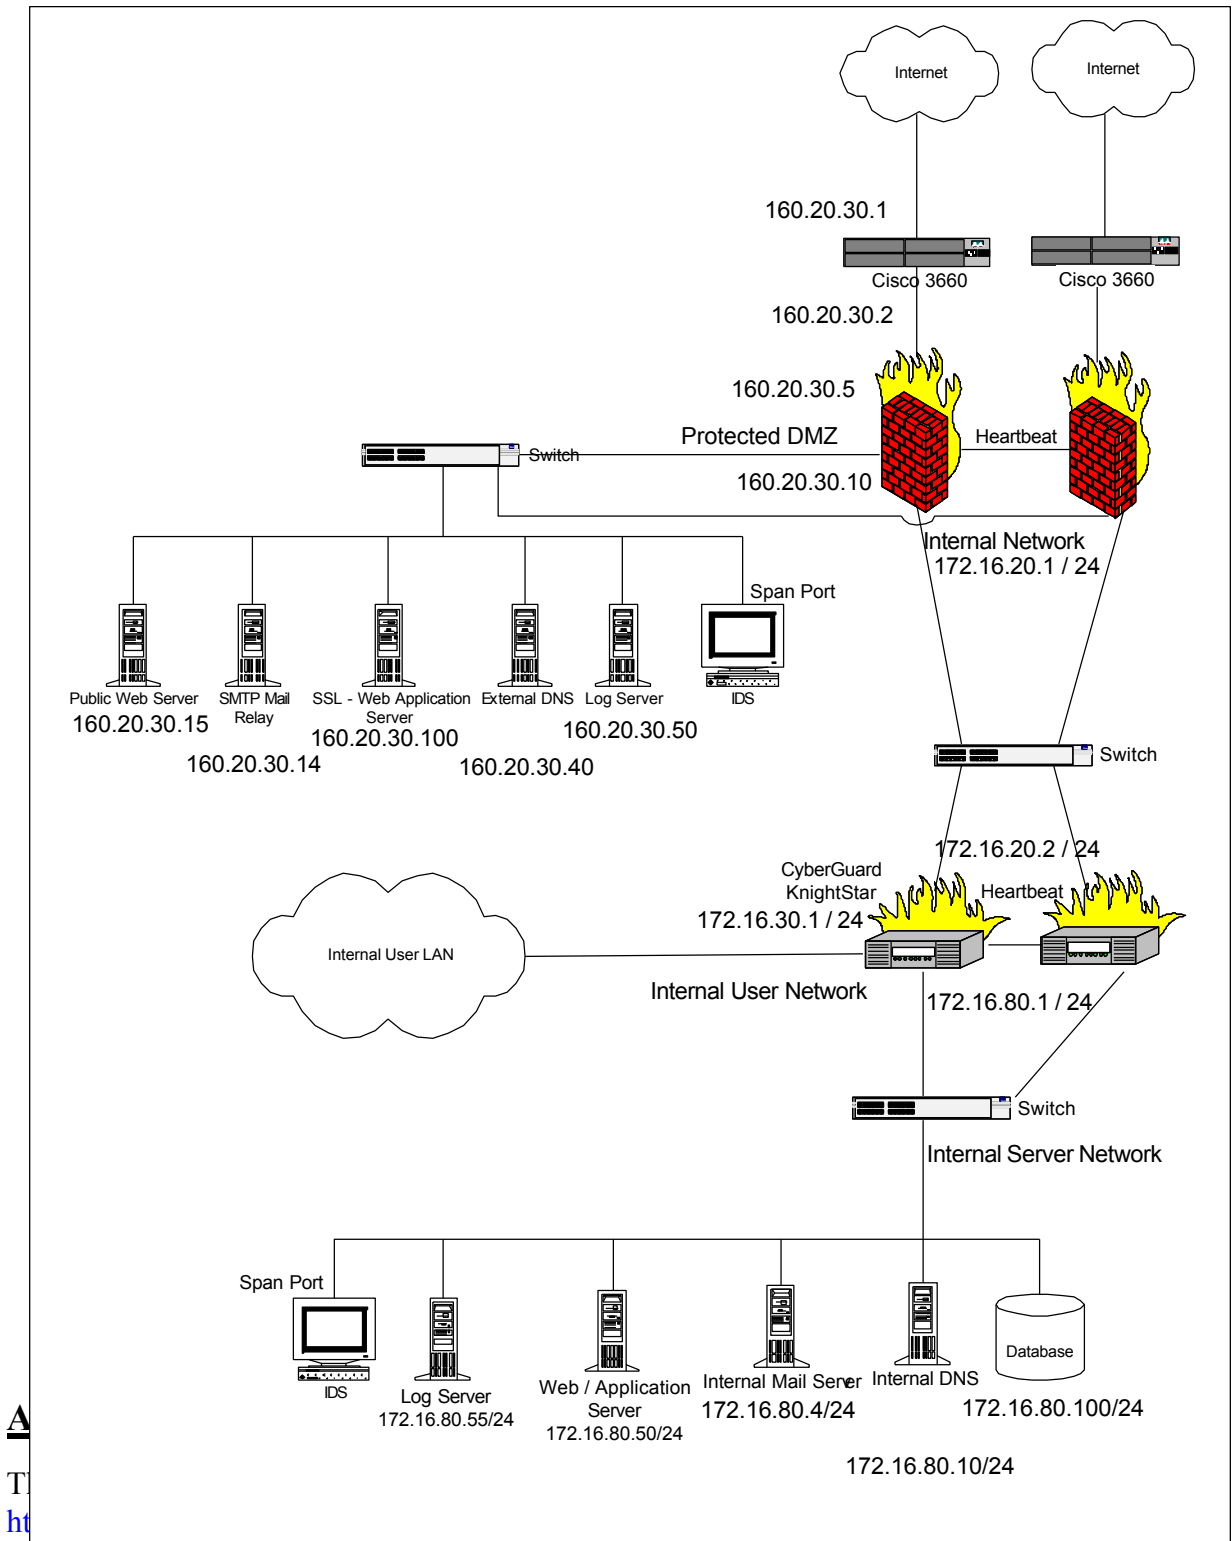 Internet
Internet
160.20.30.1
Cisco 3660
Cisco 3660
160.20.30.2
160.20.30.5
Protected DMZ
Heartbeat
Switch
160.20.30.10
Internal Network
172.16.20.1 / 24
Span Port
Public Web Server
160.20.30.15
SMTP Mail
Relay
160.20.30.14
SSL - Web Application
Server
160.20.30.100
External DNS
160.20.30.40
Log Server
160.20.30.50
IDS
Switch
172.16.20.2 / 24
CyberGuard
KnightStar
Heartbeat
172.16.30.1 / 24
Internal User LAN
Internal User Network
172.16.80.1 / 24
Switch
Internal Server Network
Span Port
IDS
Log Server
172.16.80.55/24
Web / Application
Server
172.16.80.50/24
Internal Mail Server
172.16.80.4/24
Internal DNS
172.16.80.10/24
Database
172.16.80.100/24
A
ht